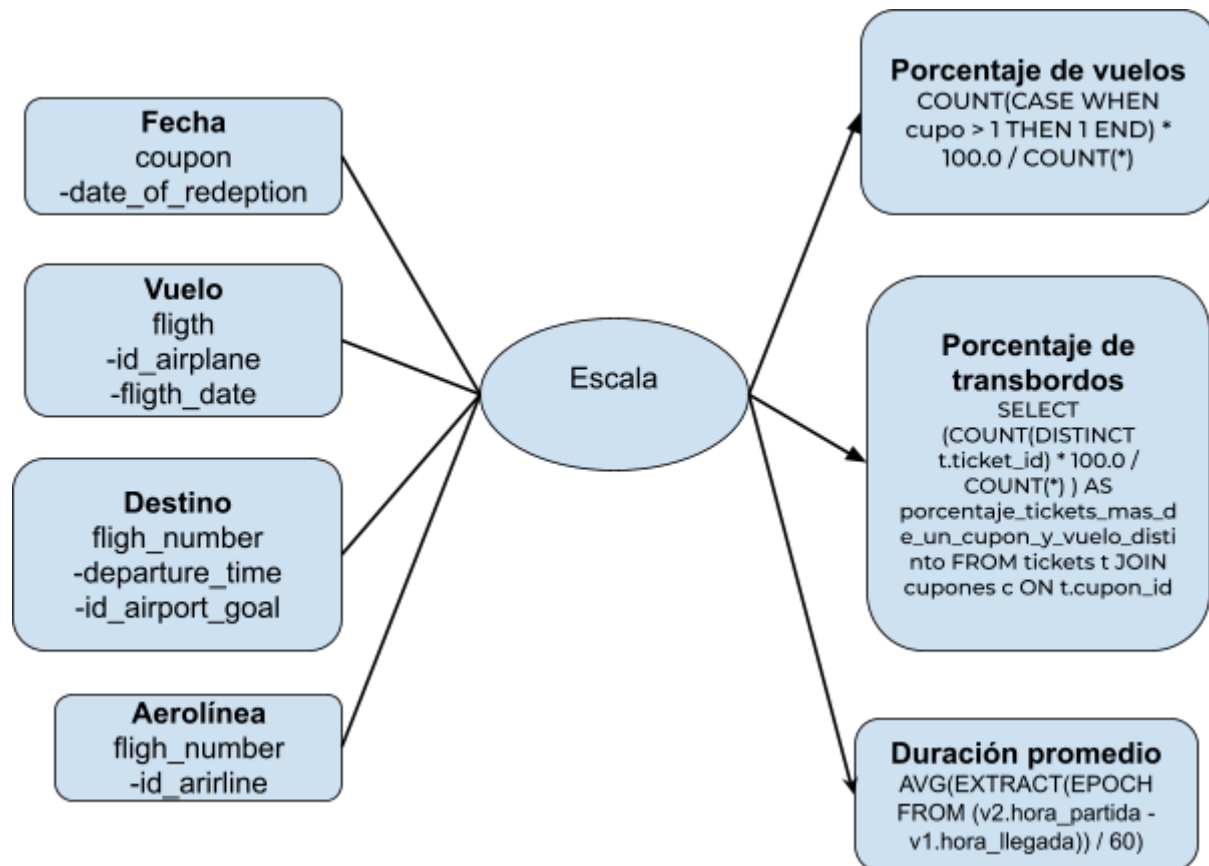 Fecha
coupon
-date_of_redeption
Vuelo
fligth
-id_airplane
-fligth_date
Destino
fligh_number
-departure_time
-id_airport_goal
Aerolínea
fligh_number
-id_arirline
Escala
Porcentaje de vuelos
COUNT(CASE WHEN
cupo > 1 THEN 1 END) *
100.0 / COUNT(*)
Porcentaje de
transbordos
SELECT
(COUNT(DISTINCT
t.ticket_id) * 100.0 /
COUNT(*) ) AS
porcentaje_tickets_mas_d
e_un_cupon_y_vuelo_disti
nto FROM tickets t JOIN
cupones c ON t.cupon_id
Duración promedio
AVG(EXTRACT(EPOCH
FROM (v2.hora_partida -
v1.hora_llegada)) / 60)